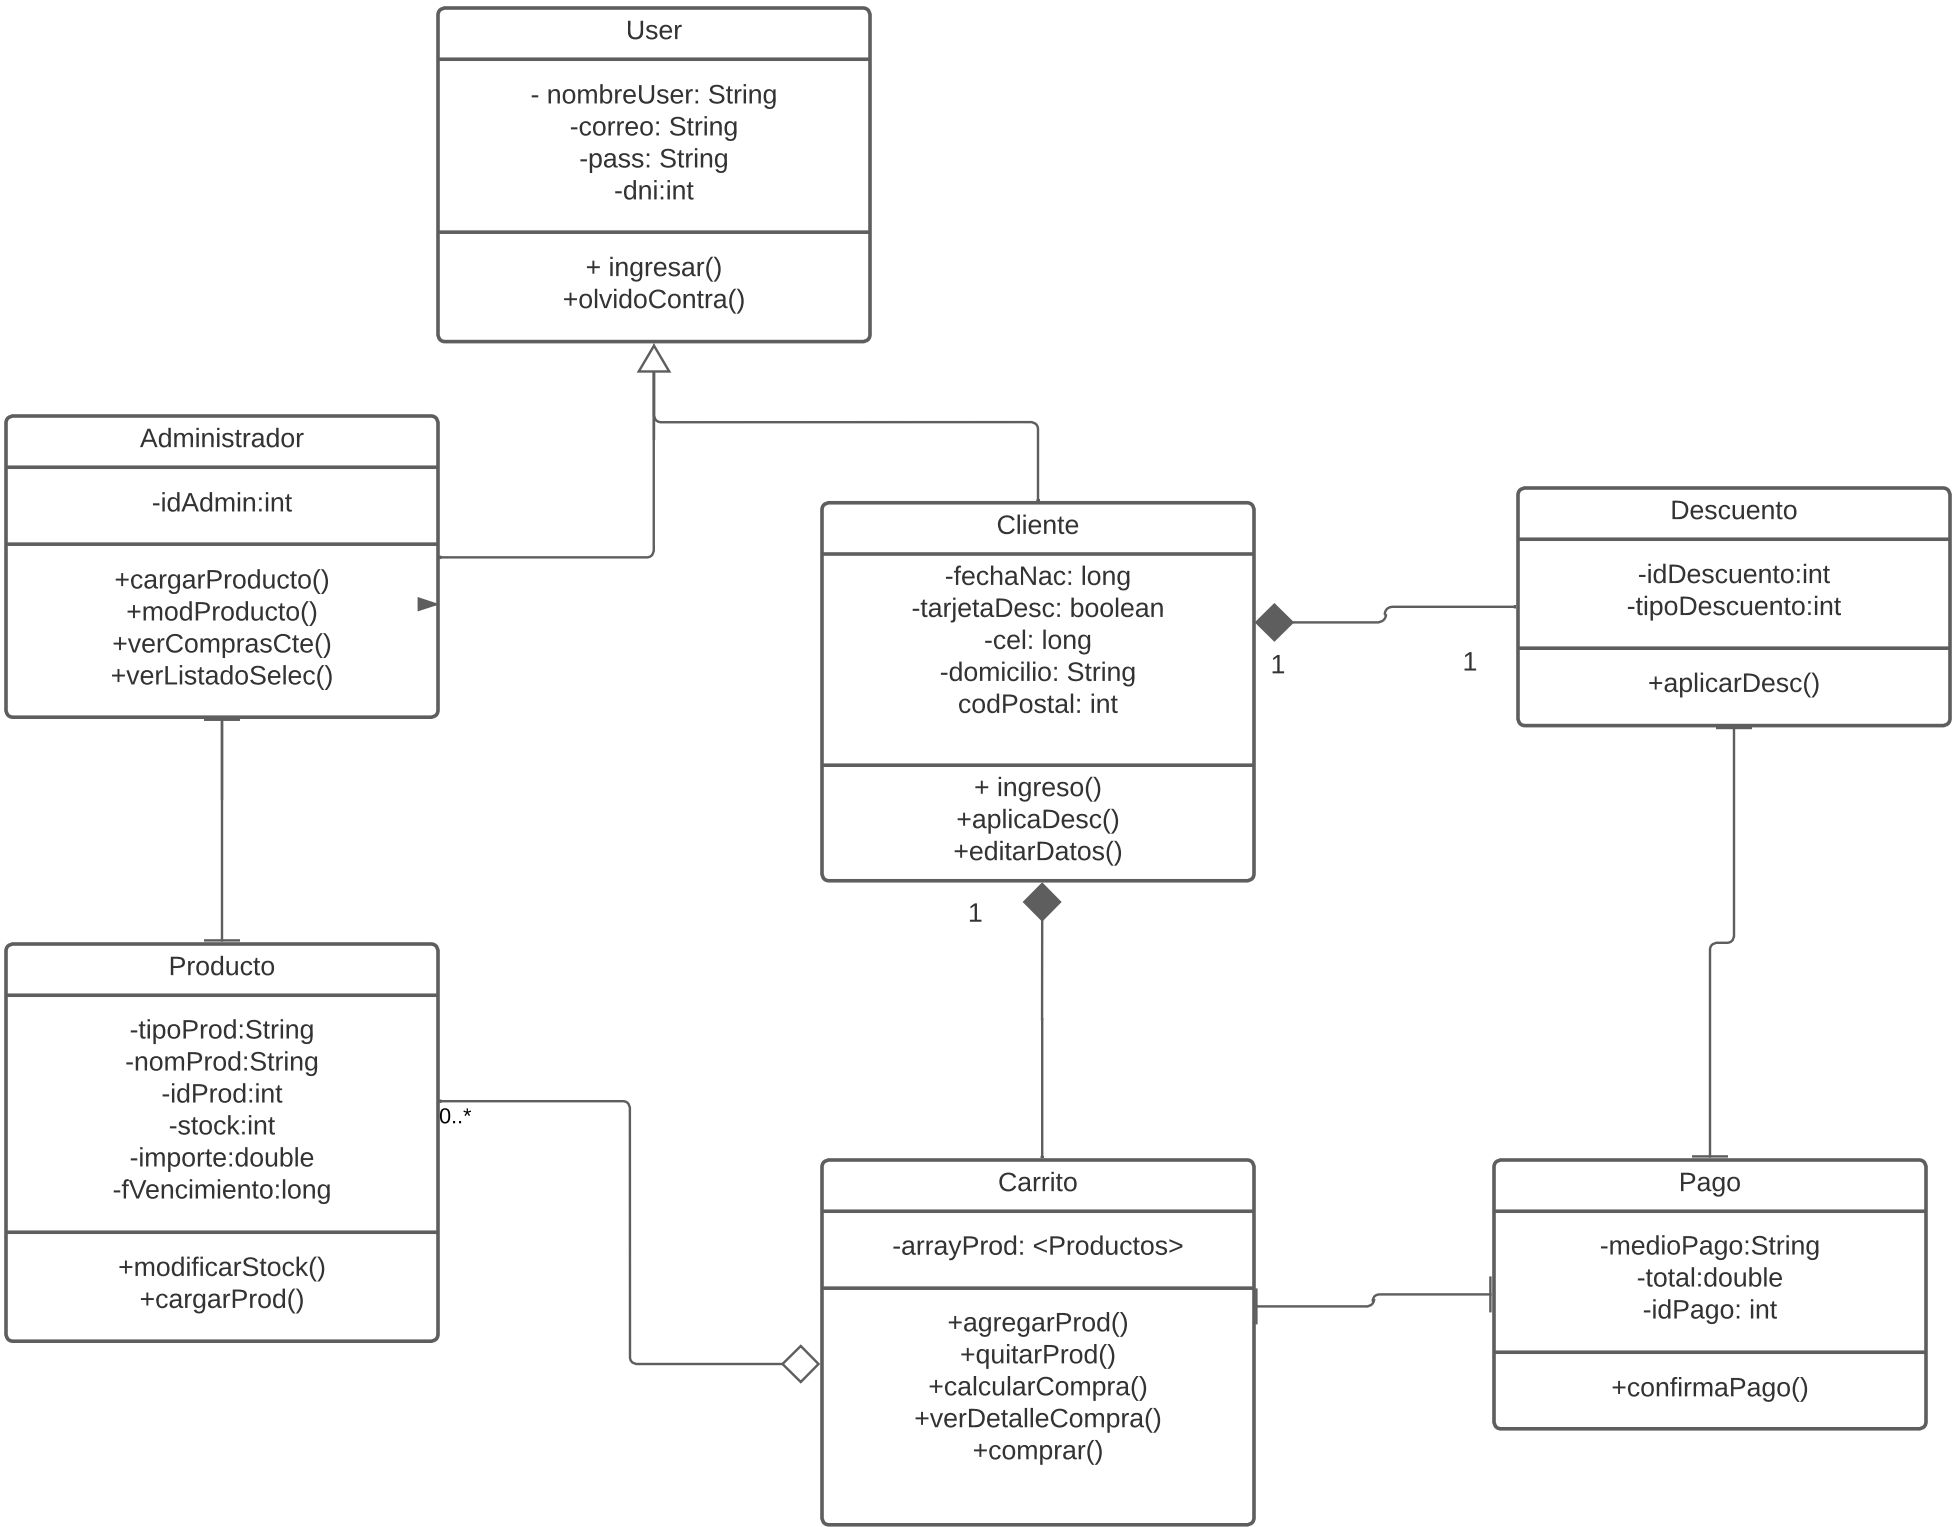 User
- nombreUser: String
-correo: String
-pass: String
-dni:int
+ ingresar()
+olvidoContra()
Administrador
-idAdmin:int
+cargarProducto()
+modProducto()
+verComprasCte()
+verListadoSelec()
Cliente
-fechaNac: long
-tarjetaDesc: boolean
-cel: long
-domicilio: String
codPostal: int
+ ingreso()
+aplicaDesc()
+editarDatos()
1
1
1
Descuento
-idDescuento:int
-tipoDescuento:int
+aplicarDesc()
Producto
-tipoProd:String
-nomProd:String
-idProd:int
-stock:int
-importe:double
-fVencimiento:long
+modificarStock()
+cargarProd()
0..*
Carrito
-arrayProd: <Productos>
+agregarProd()
+quitarProd()
+calcularCompra()
+verDetalleCompra()
+comprar()
Pago
-medioPago:String
-total:double
-idPago: int
+confirmaPago()